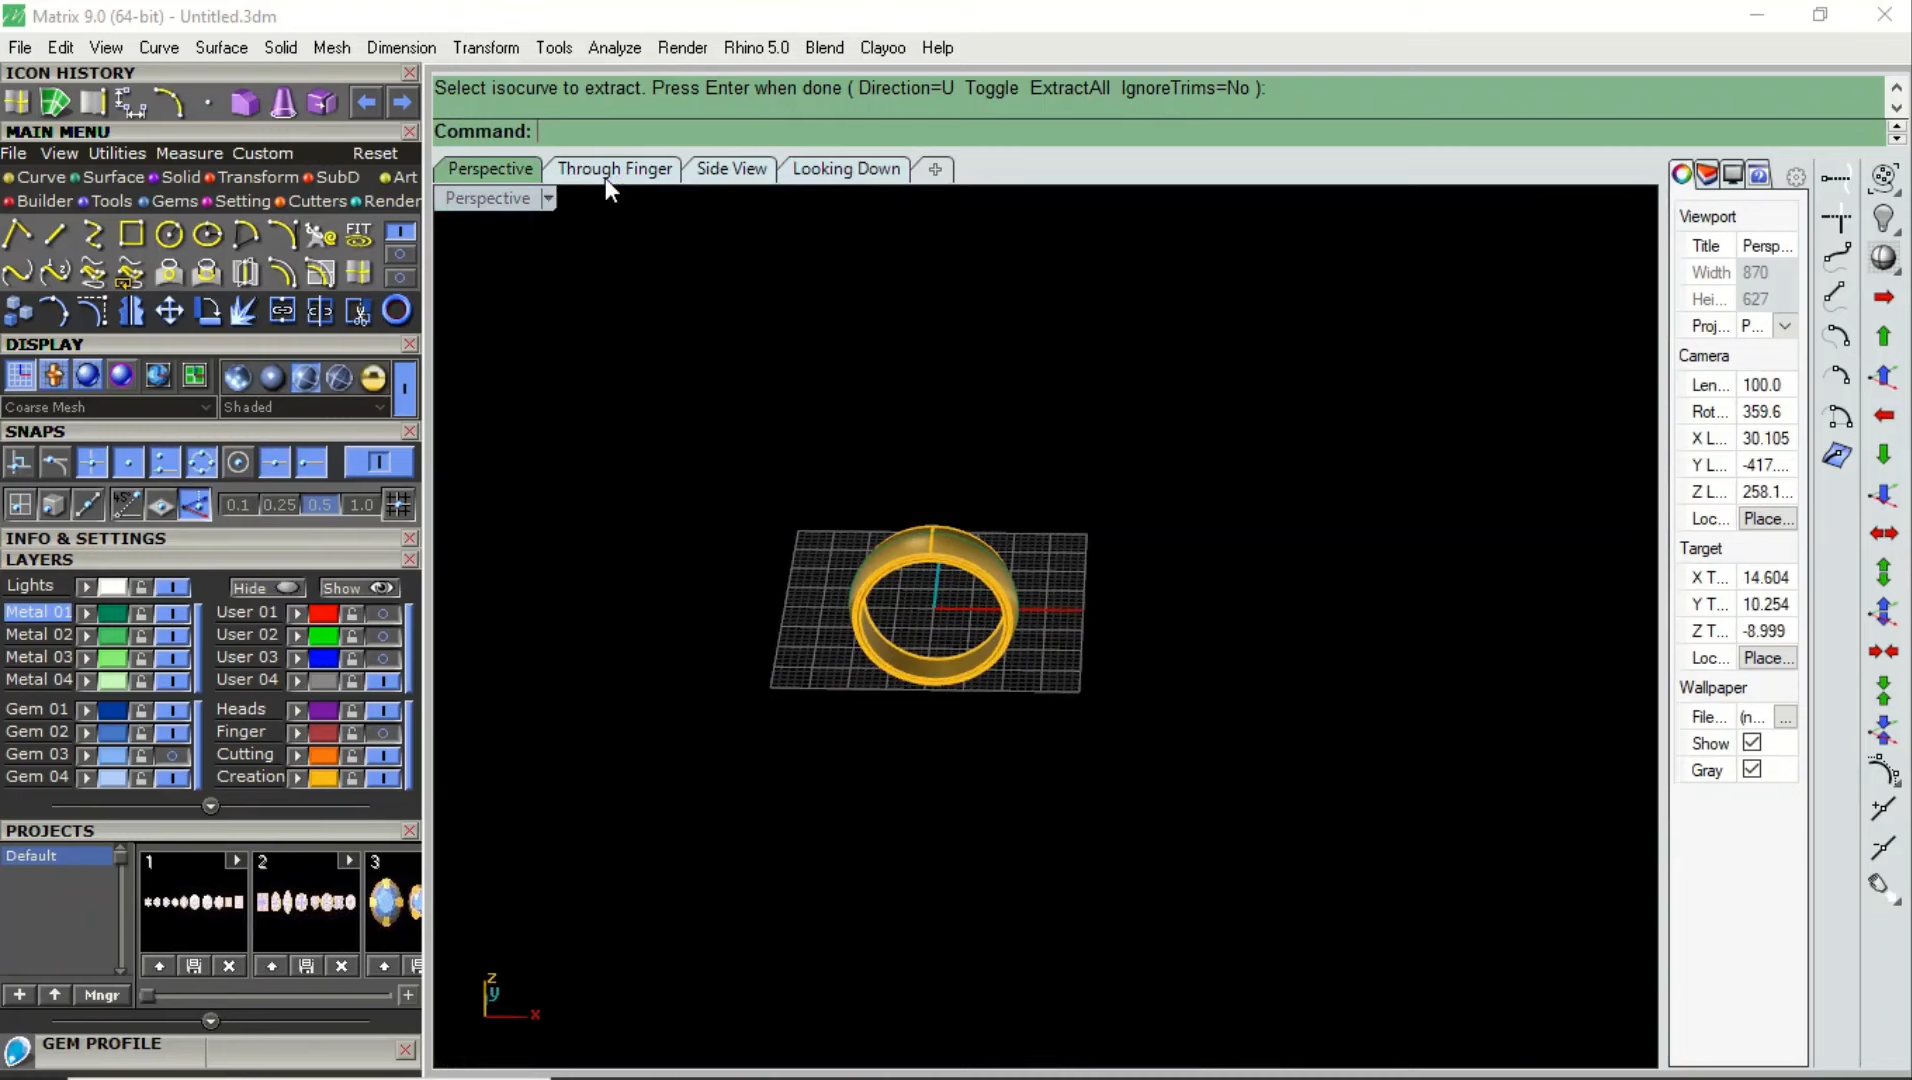 Matrix 9.0 (64-bit) - Untitled.3dm
File Edit View Curve Surface Solid Mesh Dimension Transform Tools Analyze Render Rhino 5.0 Blend Clayoo Help
ICON HISTORY
Select isocurve to extract. Press Enter when done ( Direction=U Toggle ExtractAll IgnoreTrims=No ):
Command:
MAIN MENU
File View Utilities Measure Custom Reset
Curve Surface Solid Transform SubD Art
Builder Tools Gems Setting Cutters Render
FIT
Perspective Through Finger Side View Looking Down
Perspective
DISPLAY
Coarse Mesh Shaded
SNAPS
45°
0.1 0.25 0.5 1.0
INFO & SETTINGS
LAYERS
Lights Hide Show
Metal 01 User 01
Metal 02 User 02
Metal 03 User 03
Metal 04 User 04
Gem 01 Heads
Gem 02 Finger
Gem 03 Cutting
Gem 04 Creation
PROJECTS
Default 1 2 3
Mngr
GEM PROFILE
z
y
x
Viewport
Title Persp...
Width 870
Hei... 627
Proj... P...
Camera
Len... 100.0
Rot... 359.6
X L... 30.105
Y L... -417....
Z L... 258.1...
Loc... Place...
Target
X T... 14.604
Y T... 10.254
Z T... -8.999
Loc... Place...
Wallpaper
File... (n... ...
Show
Gray